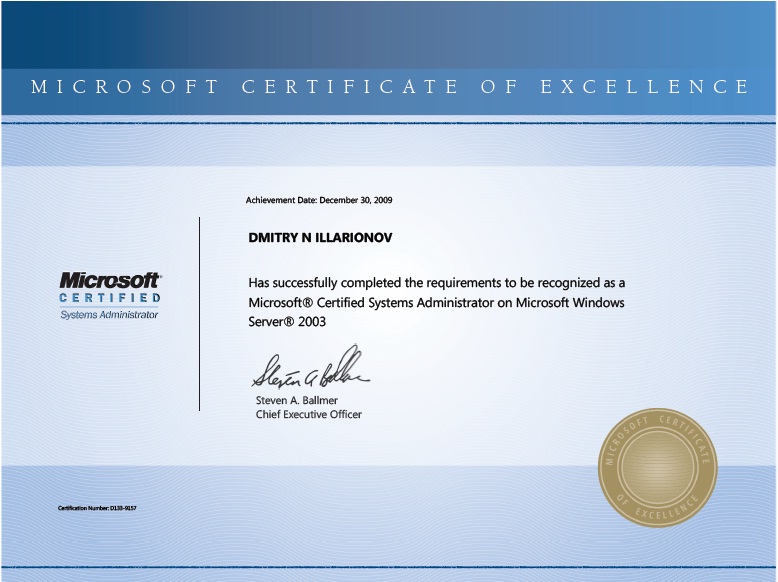 MICROSOFT CERTIFICATE OF EXCELLENCE
Achievement Date: December 30, 2009
DMITRY N ILLARIONOV
Has successfully completed the requirements to be recognized as a
Microsoft® Certified Systems Administrator on Microsoft Windows
Server® 2003
Microsoft®
CERTIFIED
Systems Administrator
Steven A Ballmer
Steven A. Ballmer
Chief Executive Officer
MICROSOFT CERTIFICATE
OF EXCELLENCE
Certification Number: D133-9157